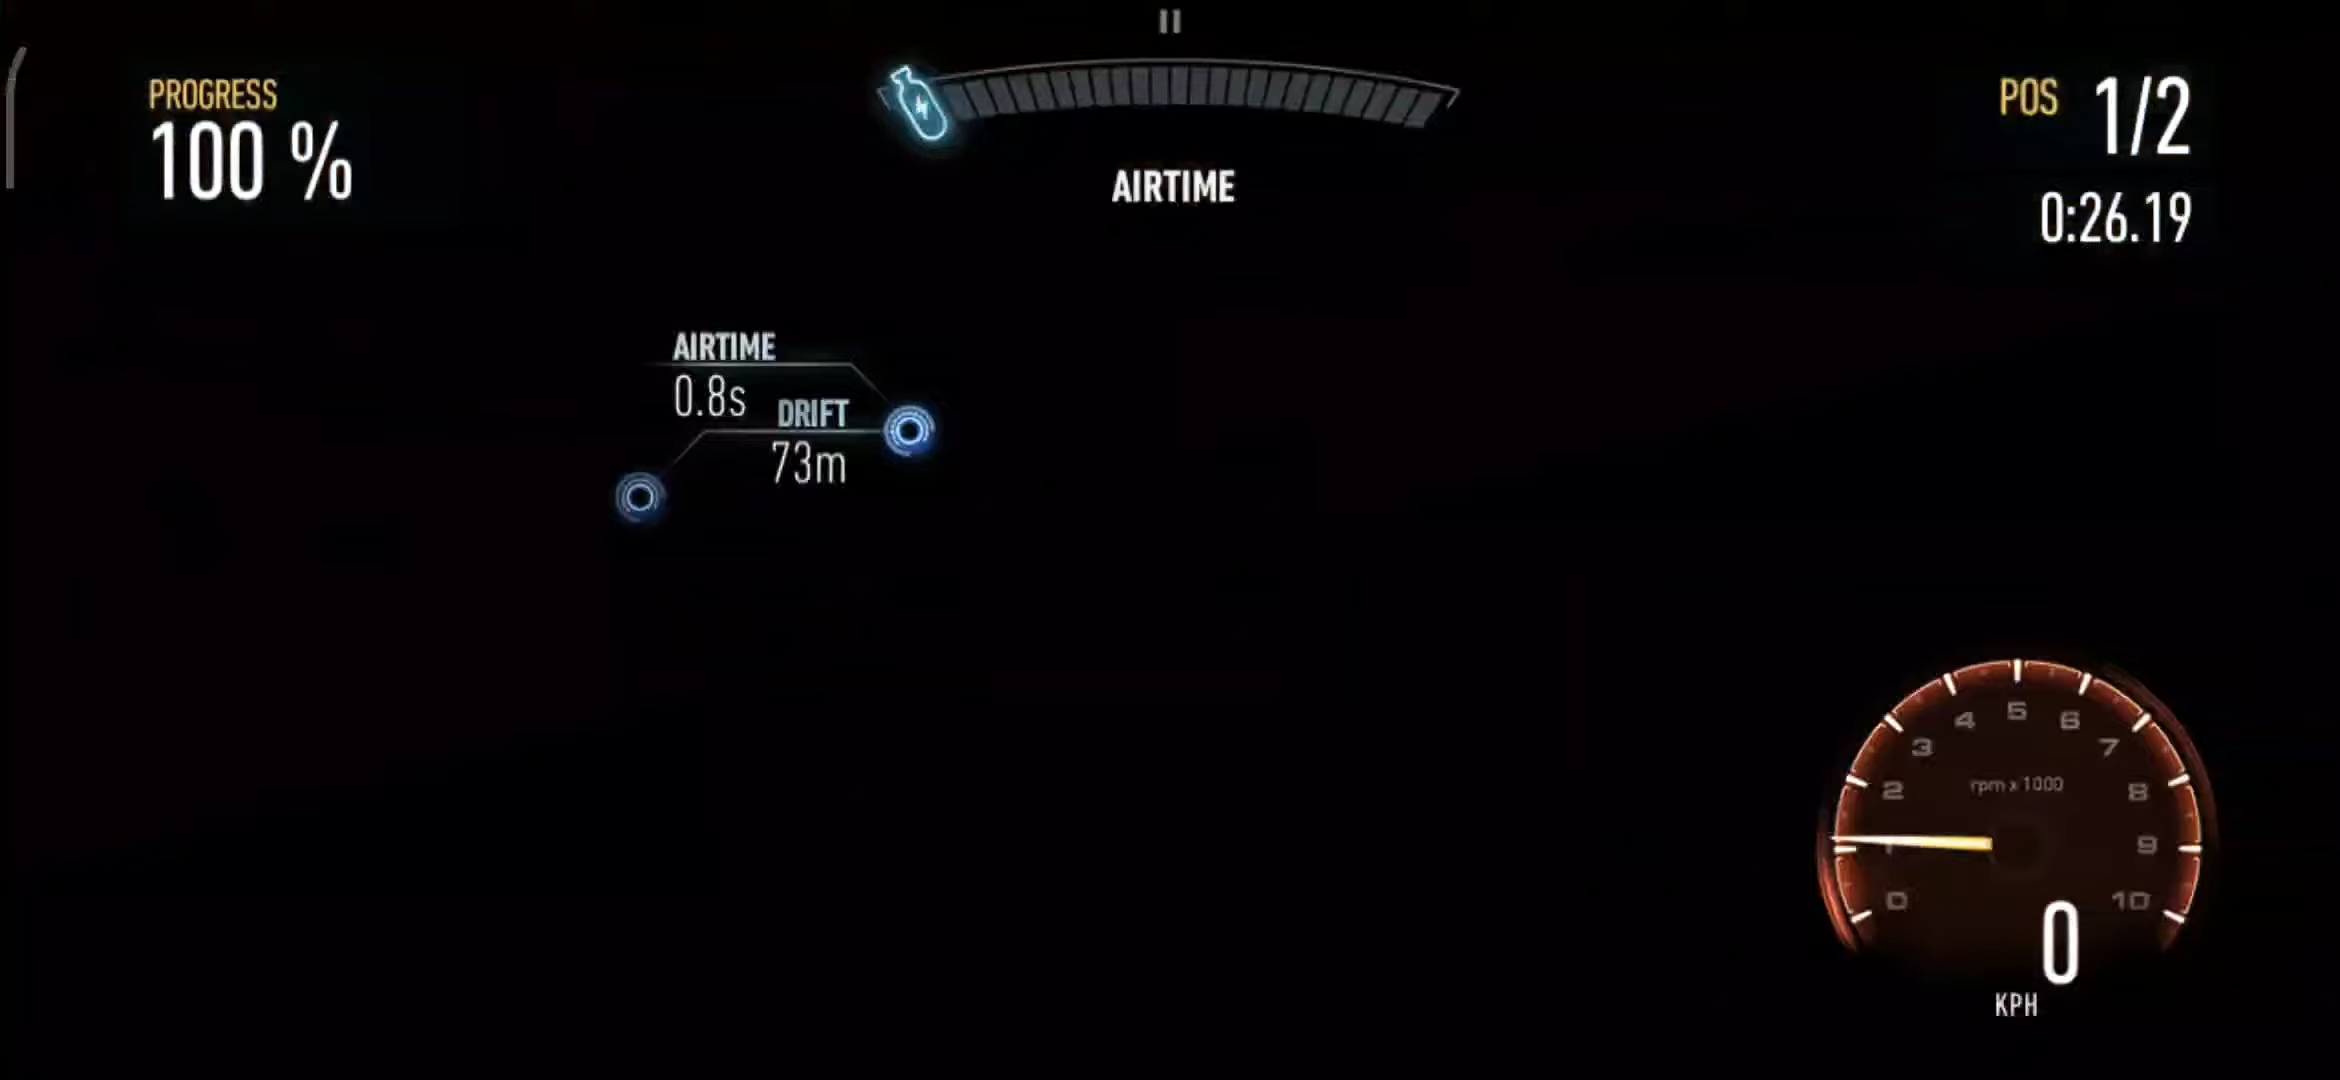 PROGRESS
100 %
AIRTIME
POS 1/2
0:26.19
AIRTIME
0.8s
DRIFT
73m
0 1 2 3 4 5 6 7 8 9 10
rpm x 1000
0
KPH